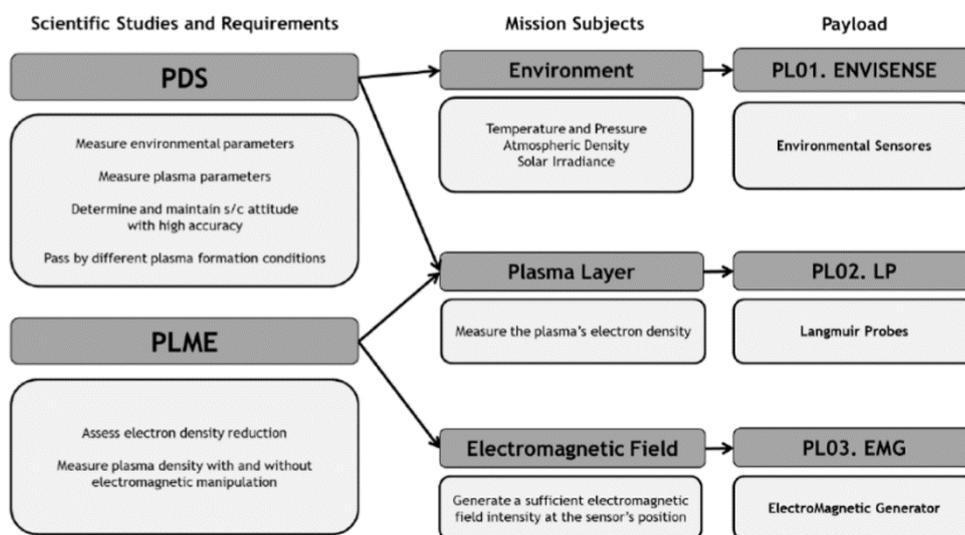 Scientific Studies and Requirements
Mission Subjects
Payload
PDS
Measure environmental parameters
Measure plasma parameters
Determine and maintain s/c attitude
with high accuracy
Pass by different plasma formation conditions
PLME
Assess electron density reduction
Measure plasma density with and without
electromagnetic manipulation
Environment
Temperature and Pressure
Atmospheric Density
Solar Irradiance
Plasma Layer
Measure the plasma's electron density
Electromagnetic Field
Generate a sufficient electromagnetic
field intensity at the sensor's position
PL01. ENVISENSE
Environmental Sensores
PL02. LP
Langmuir Probes
PL03. EMG
ElectroMagnetic Generator